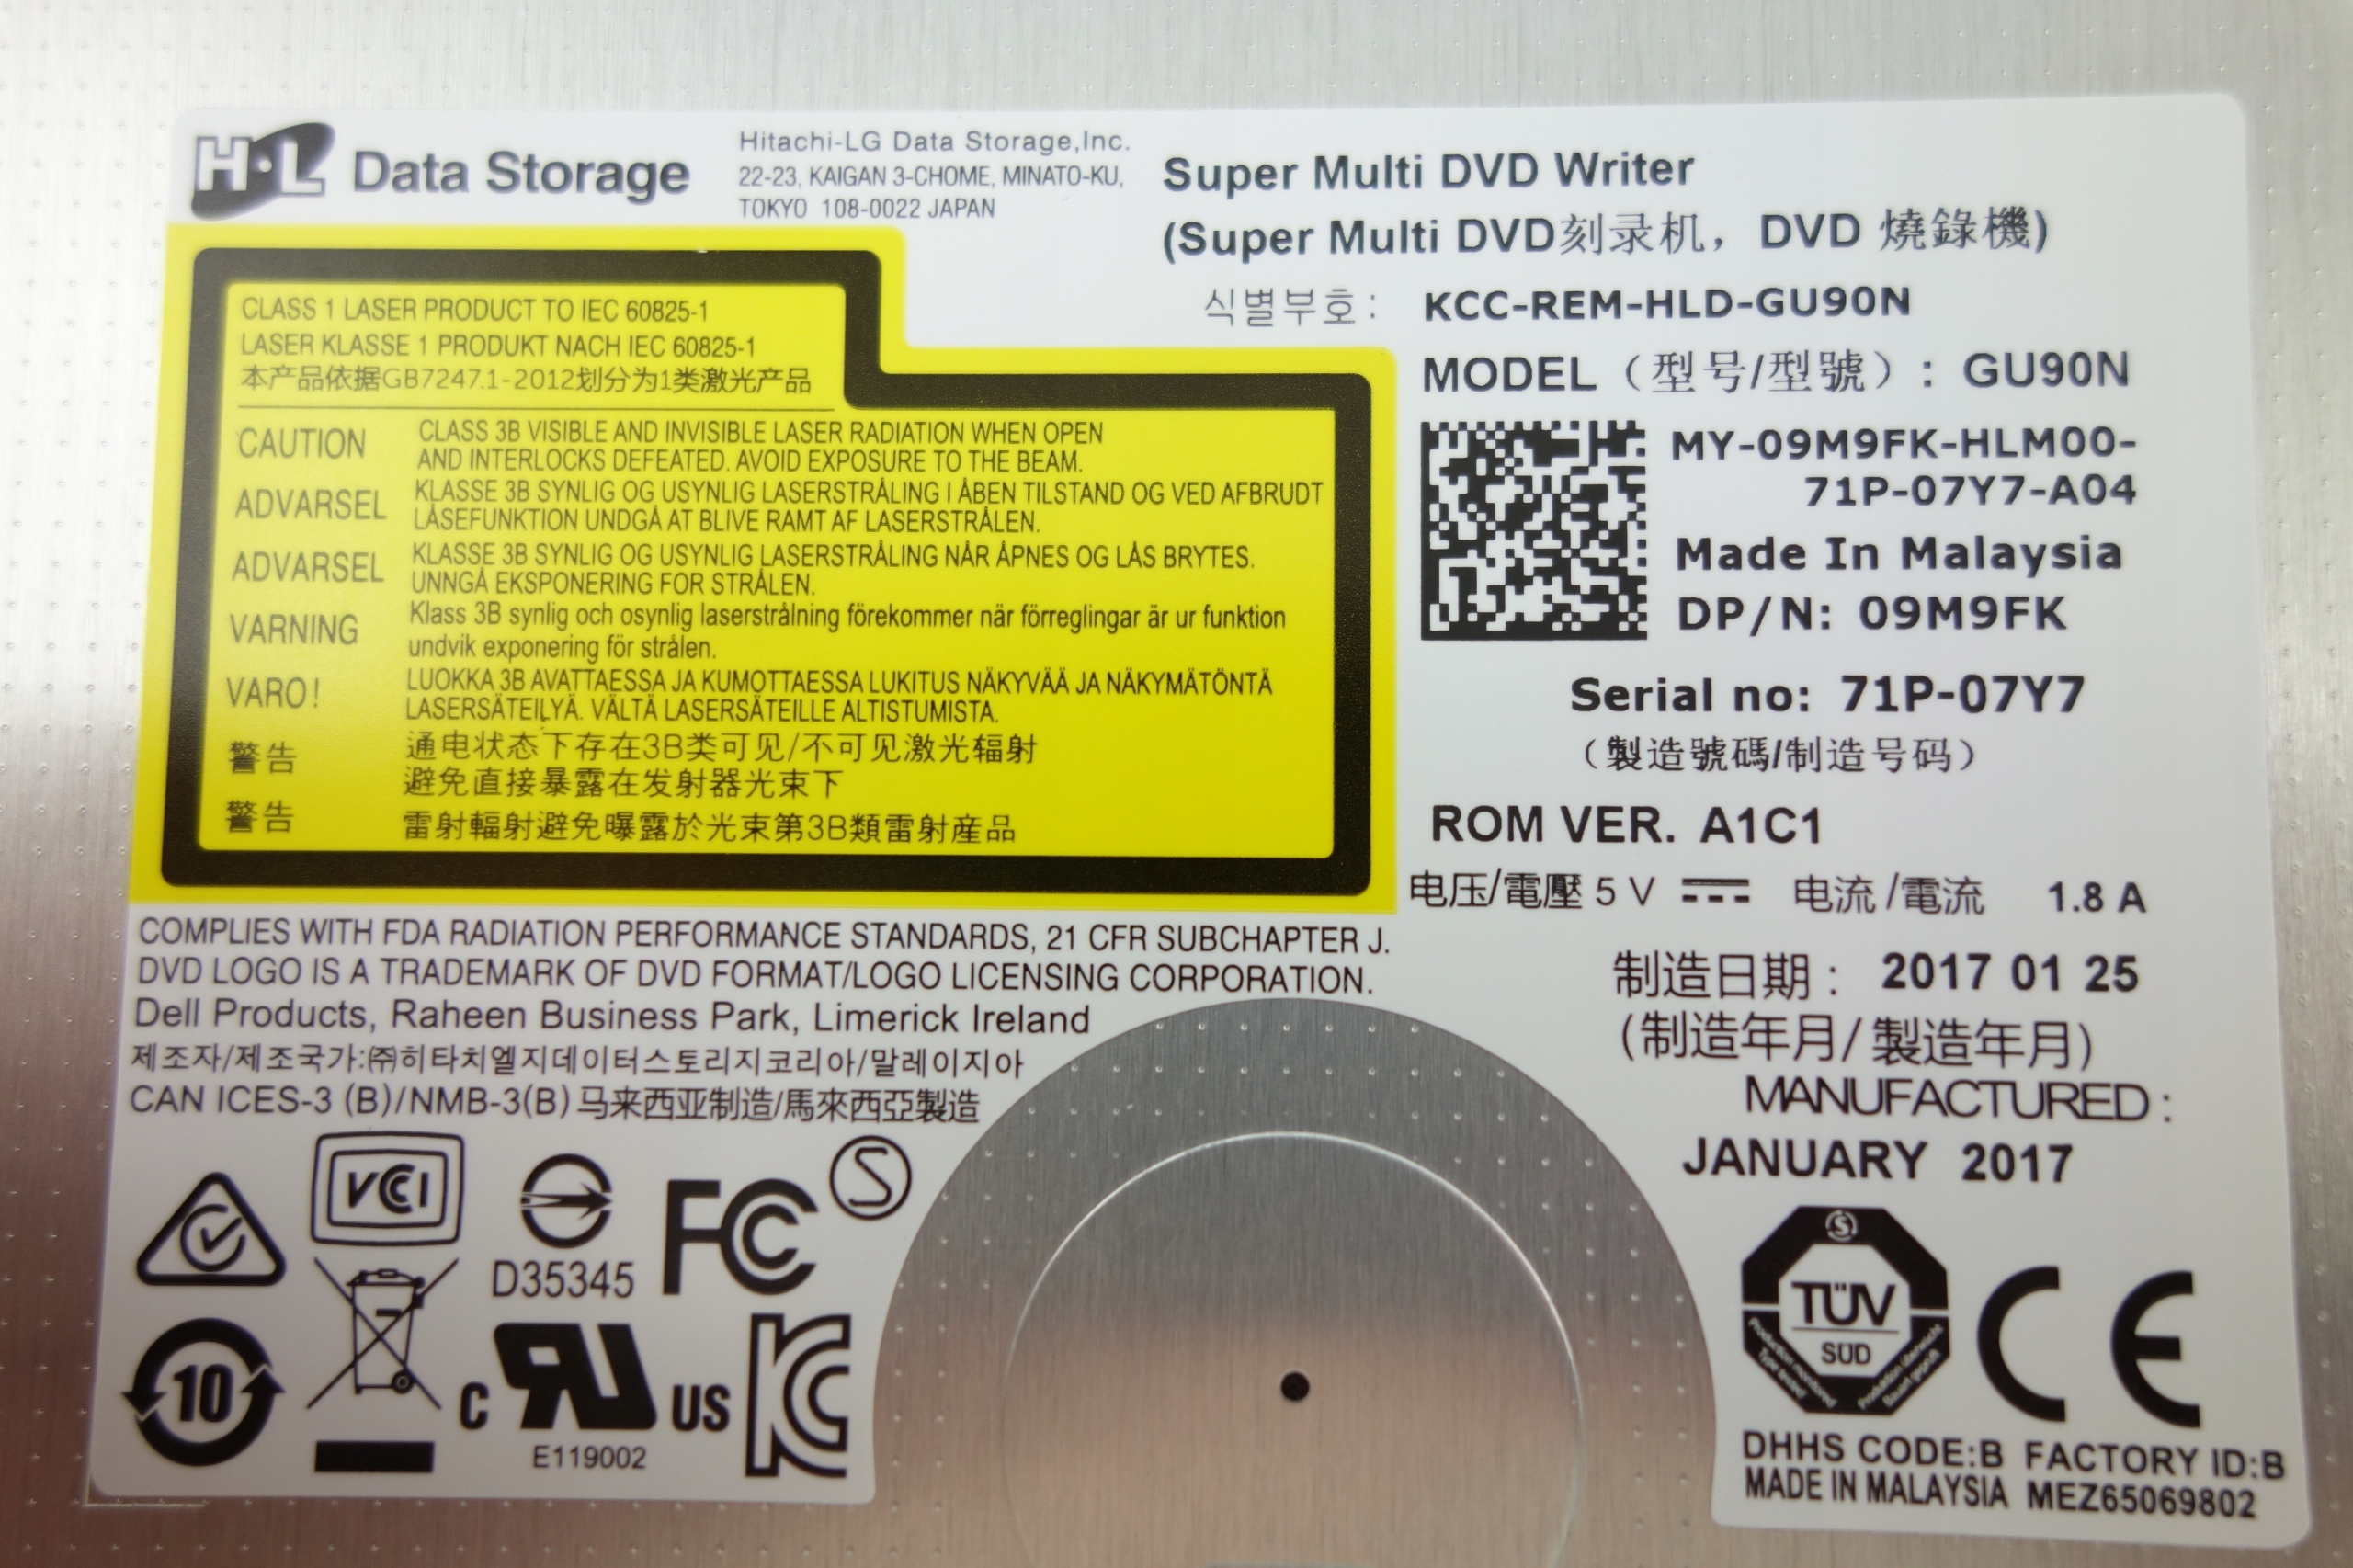 H·L Data Storage
Hitachi-LG Data Storage,Inc.
22-23, KAIGAN 3-CHOME, MINATO-KU,
TOKYO 108-0022 JAPAN
Super Multi DVD Writer
(Super Multi DVD刻录机，DVD 燒錄機)
식별부호: KCC-REM-HLD-GU90N
MODEL（型号/型號）: GU90N
MY-09M9FK-HLM00-
71P-07Y7-A04
Made In Malaysia
DP/N: 09M9FK
Serial no: 71P-07Y7
（製造號碼/制造号码）
ROM VER. A1C1
电压/電壓 5 V 电流 /電流 1.8 A
制造日期: 2017 01 25
(制造年月/ 製造年月)
MANUFACTURED:
JANUARY 2017
CLASS 1 LASER PRODUCT TO IEC 60825-1
LASER KLASSE 1 PRODUKT NACH IEC 60825-1
本产品依据GB7247.1-2012划分为1类激光产品
CAUTION CLASS 3B VISIBLE AND INVISIBLE LASER RADIATION WHEN OPEN
AND INTERLOCKS DEFEATED. AVOID EXPOSURE TO THE BEAM.
ADVARSEL KLASSE 3B SYNLIG OG USYNLIG LASERSTRÅLING I ÅBEN TILSTAND OG VED AFBRUDT
LÅSEFUNKTION UNDGÅ AT BLIVE RAMT AF LASERSTRÅLEN.
ADVARSEL KLASSE 3B SYNLIG OG USYNLIG LASERSTRÅLING NÅR ÅPNES OG LÅS BRYTES.
UNNGÅ EKSPONERING FOR STRÅLEN.
VARNING Klass 3B synlig och osynlig laserstrålning förekommer när förreglingar är ur funktion
undvik exponering för strålen.
VARO! LUOKKA 3B AVATTAESSA JA KUMOTTAESSA LUKITUS NÄKYVÄÄ JA NÄKYMÄTÖNTÄ
LASERSÄTEILYÄ. VÄLTÄ LASERSÄTEILLE ALTISTUMISTA.
警告 通电状态下存在3B类可见/不可见激光辐射
避免直接暴露在发射器光束下
警告 雷射輻射避免曝露於光束第3B類雷射産品
COMPLIES WITH FDA RADIATION PERFORMANCE STANDARDS, 21 CFR SUBCHAPTER J.
DVD LOGO IS A TRADEMARK OF DVD FORMAT/LOGO LICENSING CORPORATION.
Dell Products, Raheen Business Park, Limerick Ireland
제조자/제조국가:㈜히타치엘지데이터스토리지코리아/말레이지아
CAN ICES-3 (B)/NMB-3(B) 马来西亚制造/馬來西亞製造
VCCI
D35345
FC
S
10
C UR US
E119002
KC
TÜV
SÜD
CE
DHHS CODE:B FACTORY ID:B
MADE IN MALAYSIA MEZ65069802